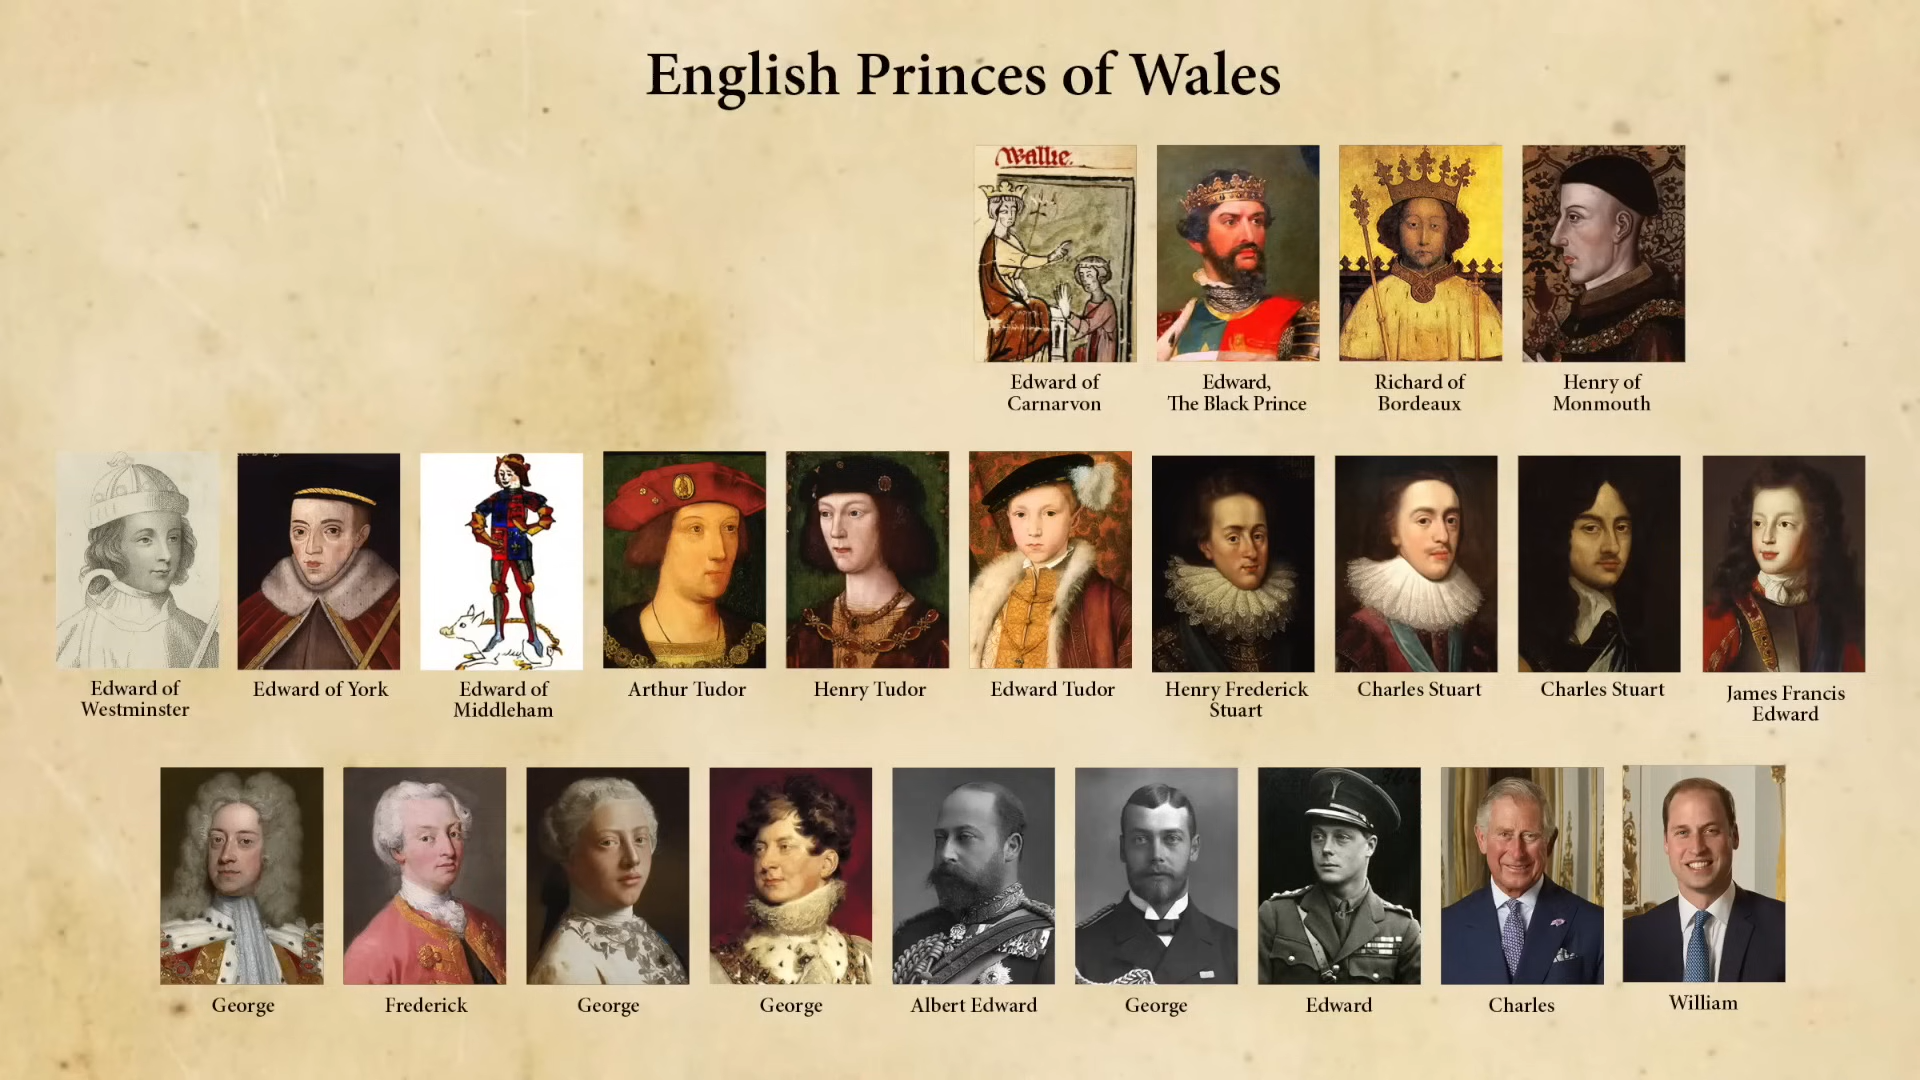 English Princes of Wales
Wallie.
Edward of
Carnarvon
Edward,
The Black Prince
Richard of
Bordeaux
Henry of
Monmouth
Edward of
Westminster
Edward of York
Edward of
Middleham
Arthur Tudor
Henry Tudor
Edward Tudor
Henry Frederick
Stuart
Charles Stuart
Charles Stuart
James Francis
Edward
George
Frederick
George
George
Albert Edward
George
Edward
Charles
William